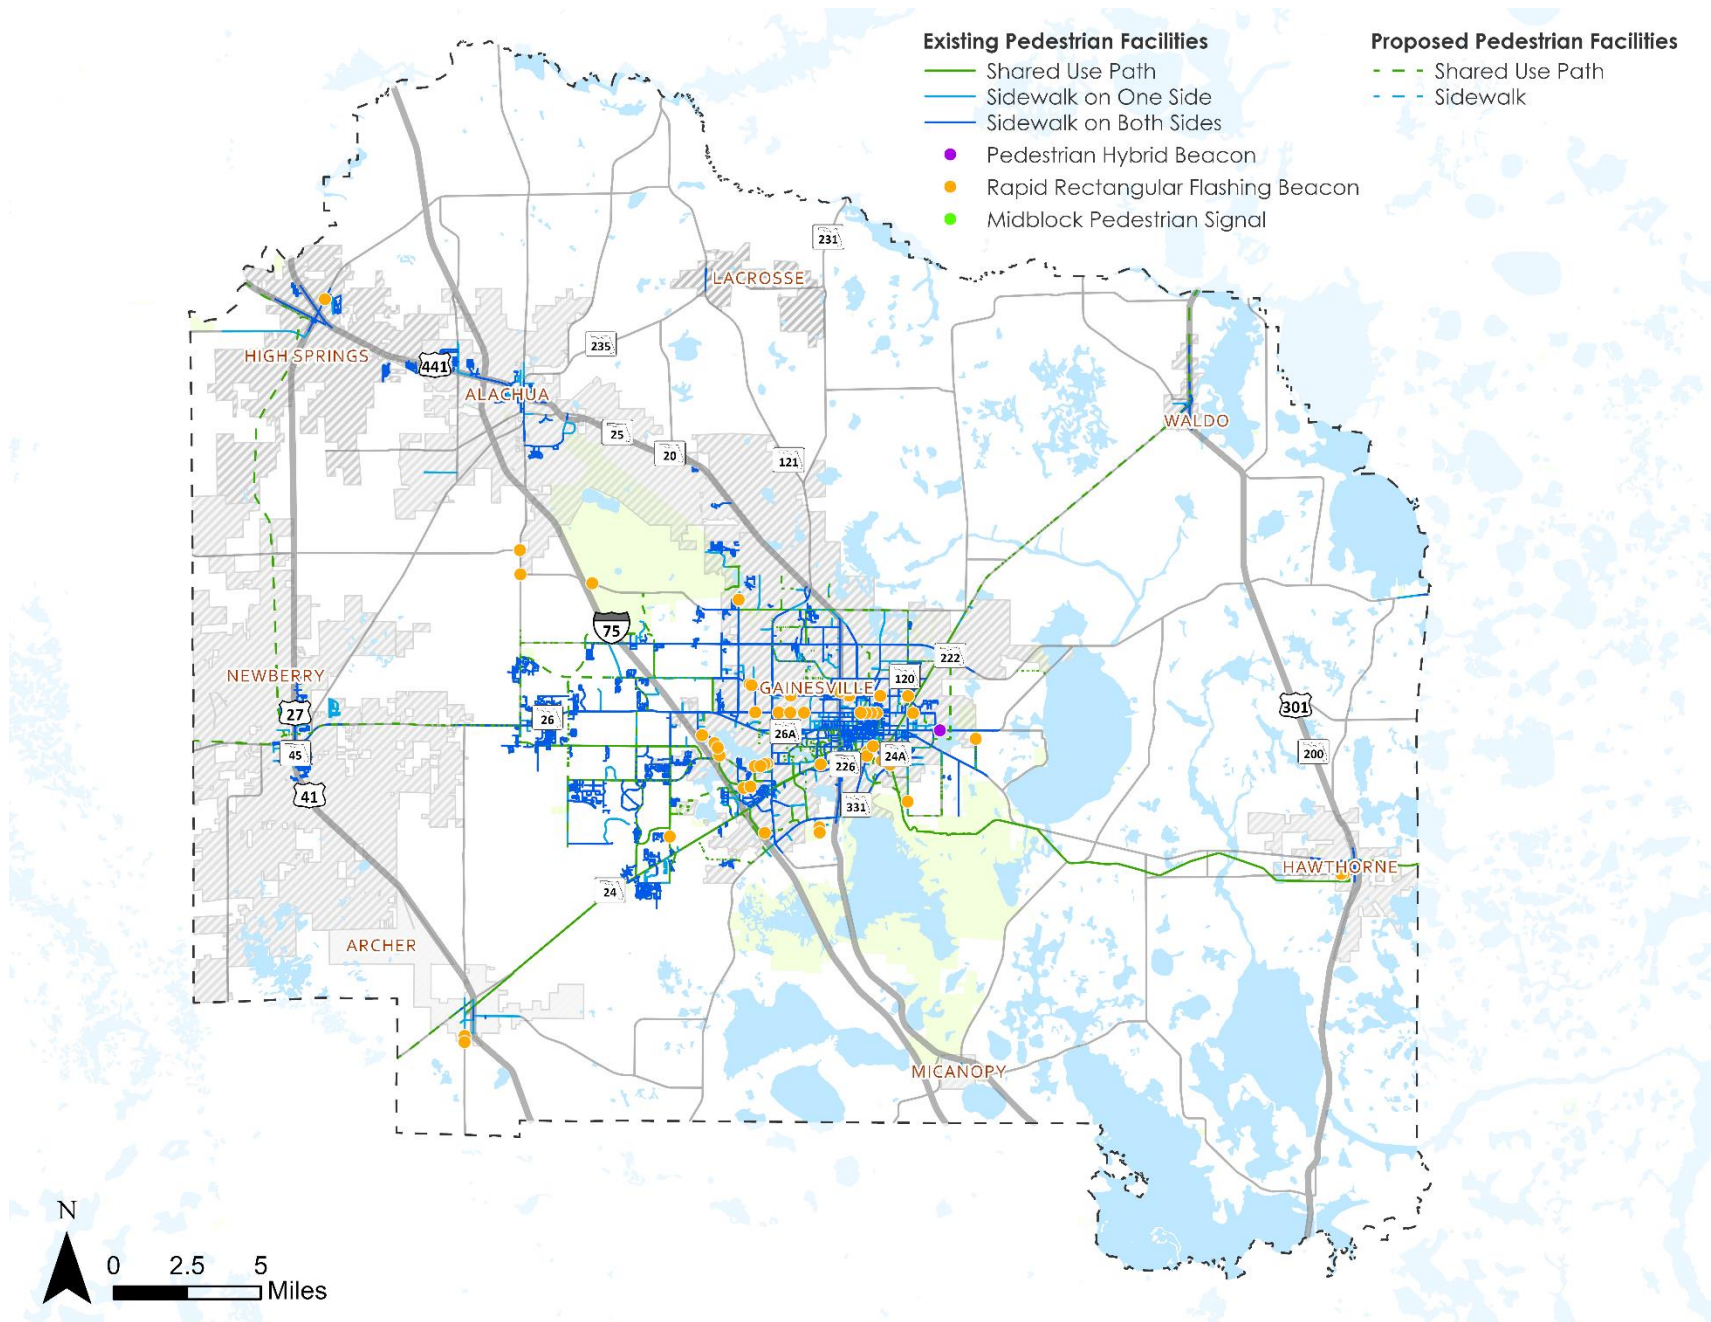 Existing Pedestrian Facilities
Shared Use Path
Sidewalk on One Side
Sidewalk on Both Sides
Pedestrian Hybrid Beacon
Rapid Rectangular Flashing Beacon
Midblock Pedestrian Signal
Proposed Pedestrian Facilities
Shared Use Path
Sidewalk
231
LACROSSE
235
HIGH SPRINGS
441
ALACHUA
WALDO
25
20
121
75
222
NEWBERRY
120
GAINESVILLE
27
26
301
26A
45
24A
200
226
41
331
HAWTHORNE
24
ARCHER
MICANOPY
N
0 2.5 5
Miles